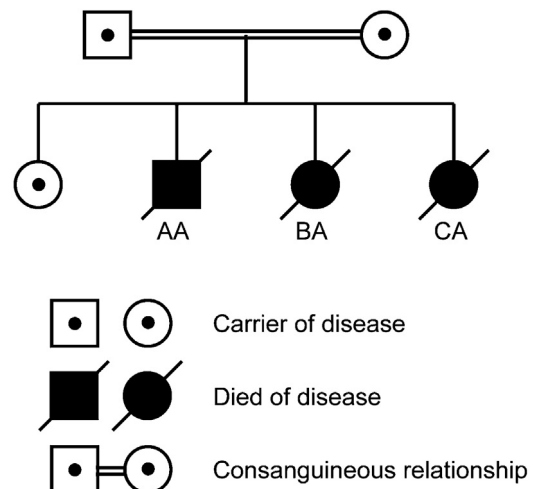 AA BA CA
Carrier of disease
Died of disease
Consanguineous relationship